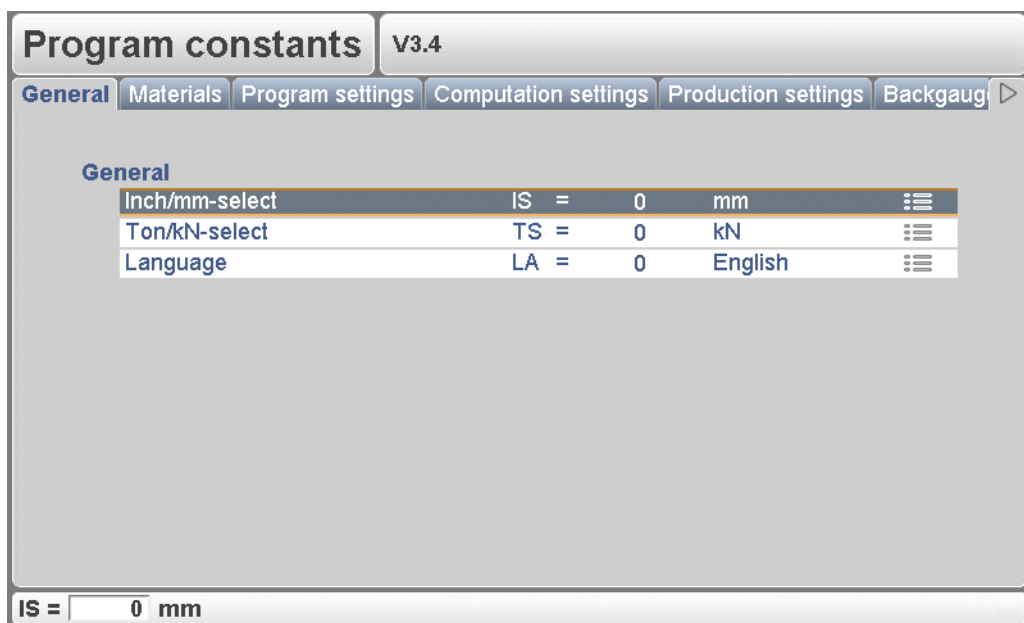 Program constants V3.4
General Materials Program settings Computation settings Production settings Backgaug
General
Inch/mm-select IS = 0 mm
Ton/kN-select TS = 0 kN
Language LA = 0 English
IS = 0 mm